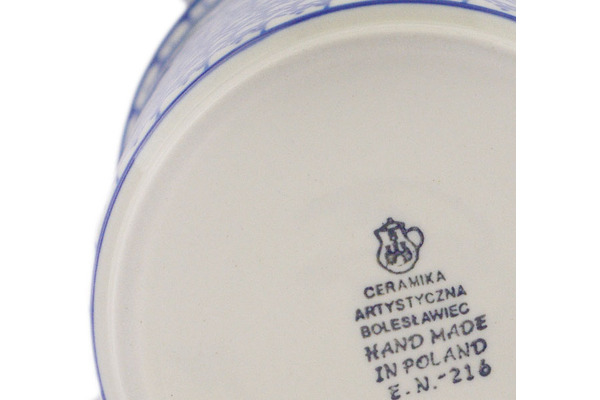 CERAMIKA
ARTYSTYCZNA
BOLESŁAWIEC
HAND MADE
IN POLAND
E.N.-216